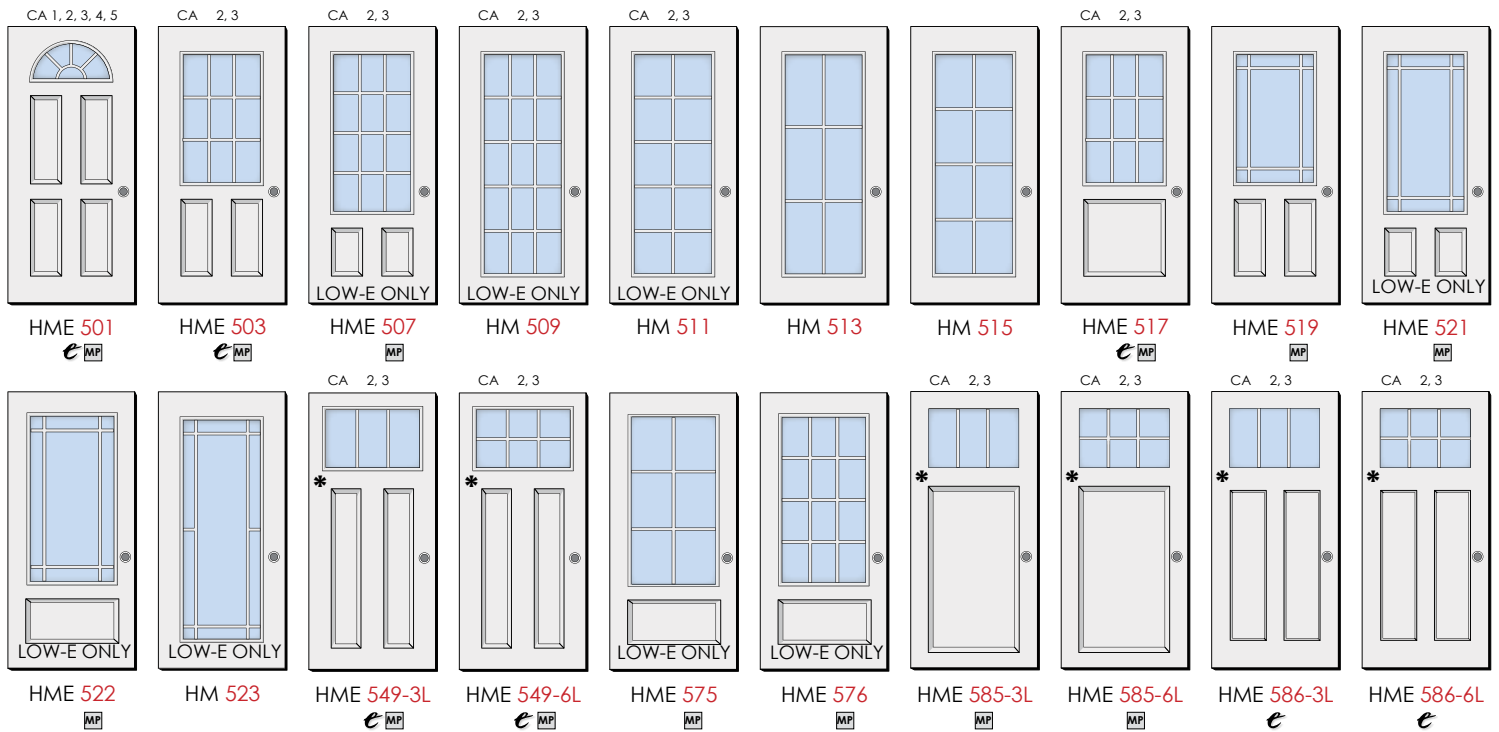 CA 1, 2, 3, 4, 5
CA 2, 3
CA 2, 3
CA 2, 3
CA 2, 3
CA 2, 3
LOW-E ONLY
LOW-E ONLY
LOW-E ONLY
LOW-E ONLY
HME 501
HME 503
HME 507
HM 509
HM 511
HM 513
HM 515
HME 517
HME 519
HME 521
e MP
e MP
MP
e MP
MP
MP
CA 2, 3
CA 2, 3
CA 2, 3
CA 2, 3
CA 2, 3
CA 2, 3
*
*
*
*
*
*
LOW-E ONLY
LOW-E ONLY
LOW-E ONLY
LOW-E ONLY
HME 522
HM 523
HME 549-3L
HME 549-6L
HME 575
HME 576
HME 585-3L
HME 585-6L
HME 586-3L
HME 586-6L
MP
e MP
e MP
MP
MP
MP
MP
e
e